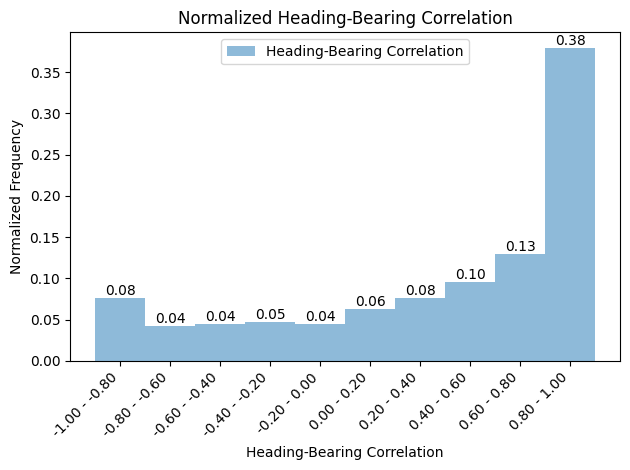 Normalized Heading-Bearing Correlation
Heading-Bearing Correlation
Normalized Frequency
0.35
0.30
0.25
0.20
0.15
0.10
0.05
0.00
0.08
0.04
0.04
0.05
0.04
0.06
0.08
0.10
0.13
0.38
-1.00 - -0.80
-0.80 - -0.60
-0.60 - -0.40
-0.40 - -0.20
-0.20 - 0.00
0.00 - 0.20
0.20 - 0.40
0.40 - 0.60
0.60 - 0.80
0.80 - 1.00
Heading-Bearing Correlation